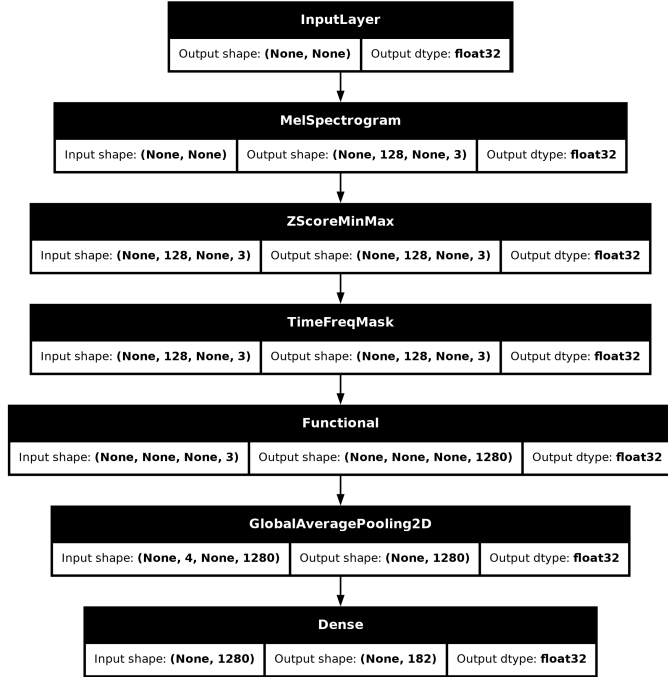 InputLayer
Output shape: (None, None) Output dtype: float32
MelSpectrogram
Input shape: (None, None) Output shape: (None, 128, None, 3) Output dtype: float32
ZScoreMinMax
Input shape: (None, 128, None, 3) Output shape: (None, 128, None, 3) Output dtype: float32
TimeFreqMask
Input shape: (None, 128, None, 3) Output shape: (None, 128, None, 3) Output dtype: float32
Functional
Input shape: (None, None, None, 3) Output shape: (None, None, None, 1280) Output dtype: float32
GlobalAveragePooling2D
Input shape: (None, 4, None, 1280) Output shape: (None, 1280) Output dtype: float32
Dense
Input shape: (None, 1280) Output shape: (None, 182) Output dtype: float32